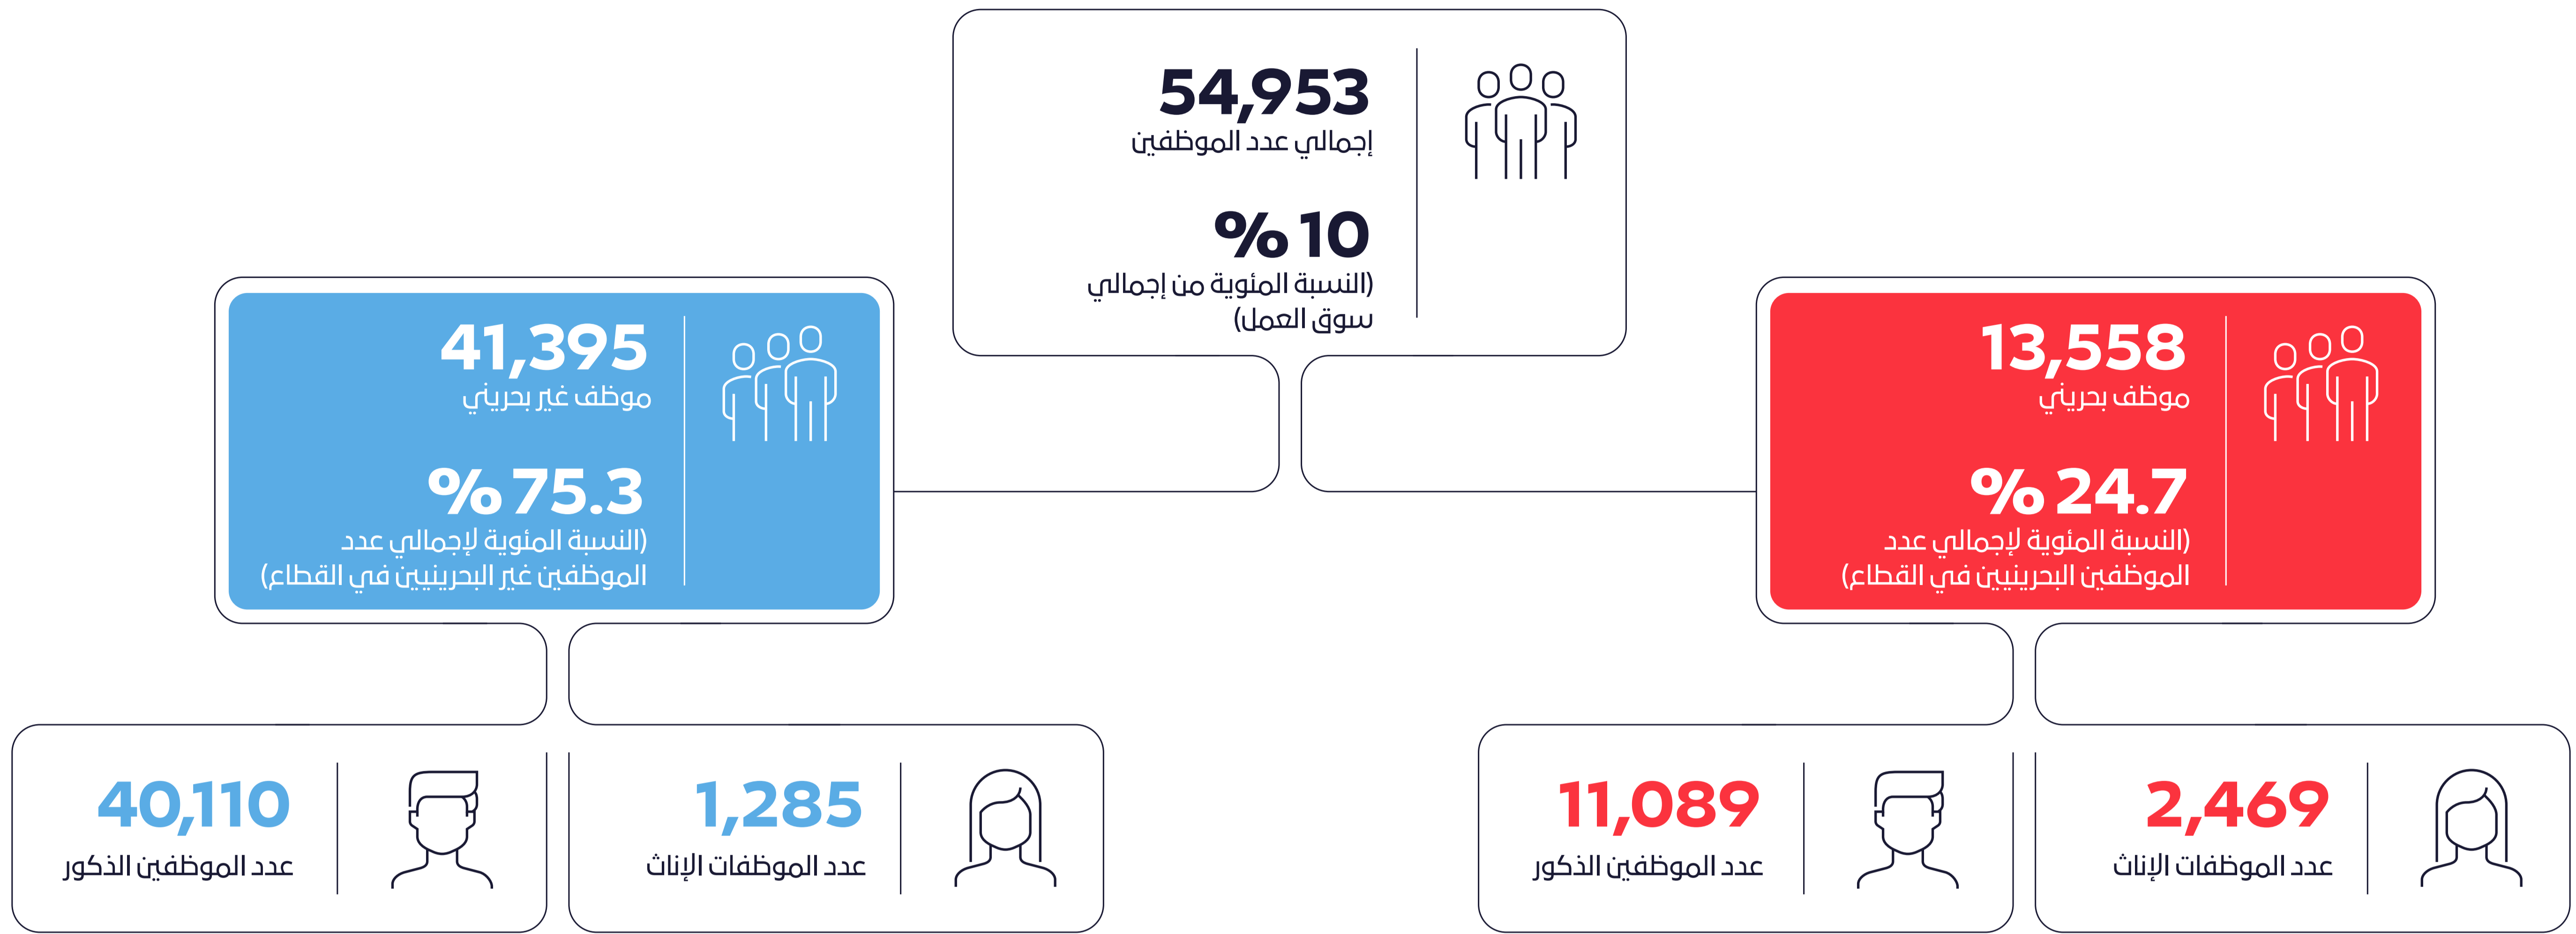 54,953
إجمالي عدد الموظفين
% 10
(النسبة المئوية من إجمالي
سوق العمل)
13,558
موظف بحريني
% 24.7
(النسبة المئوية لإجمالي عدد
الموظفين البحرينيين في القطاع)
41,395
موظف غير بحريني
% 75.3
(النسبة المئوية لإجمالي عدد
الموظفين غير البحرينيين في القطاع)
2,469
عدد الموظفات الإناث
11,089
عدد الموظفين الذكور
1,285
عدد الموظفات الإناث
40,110
عدد الموظفين الذكور